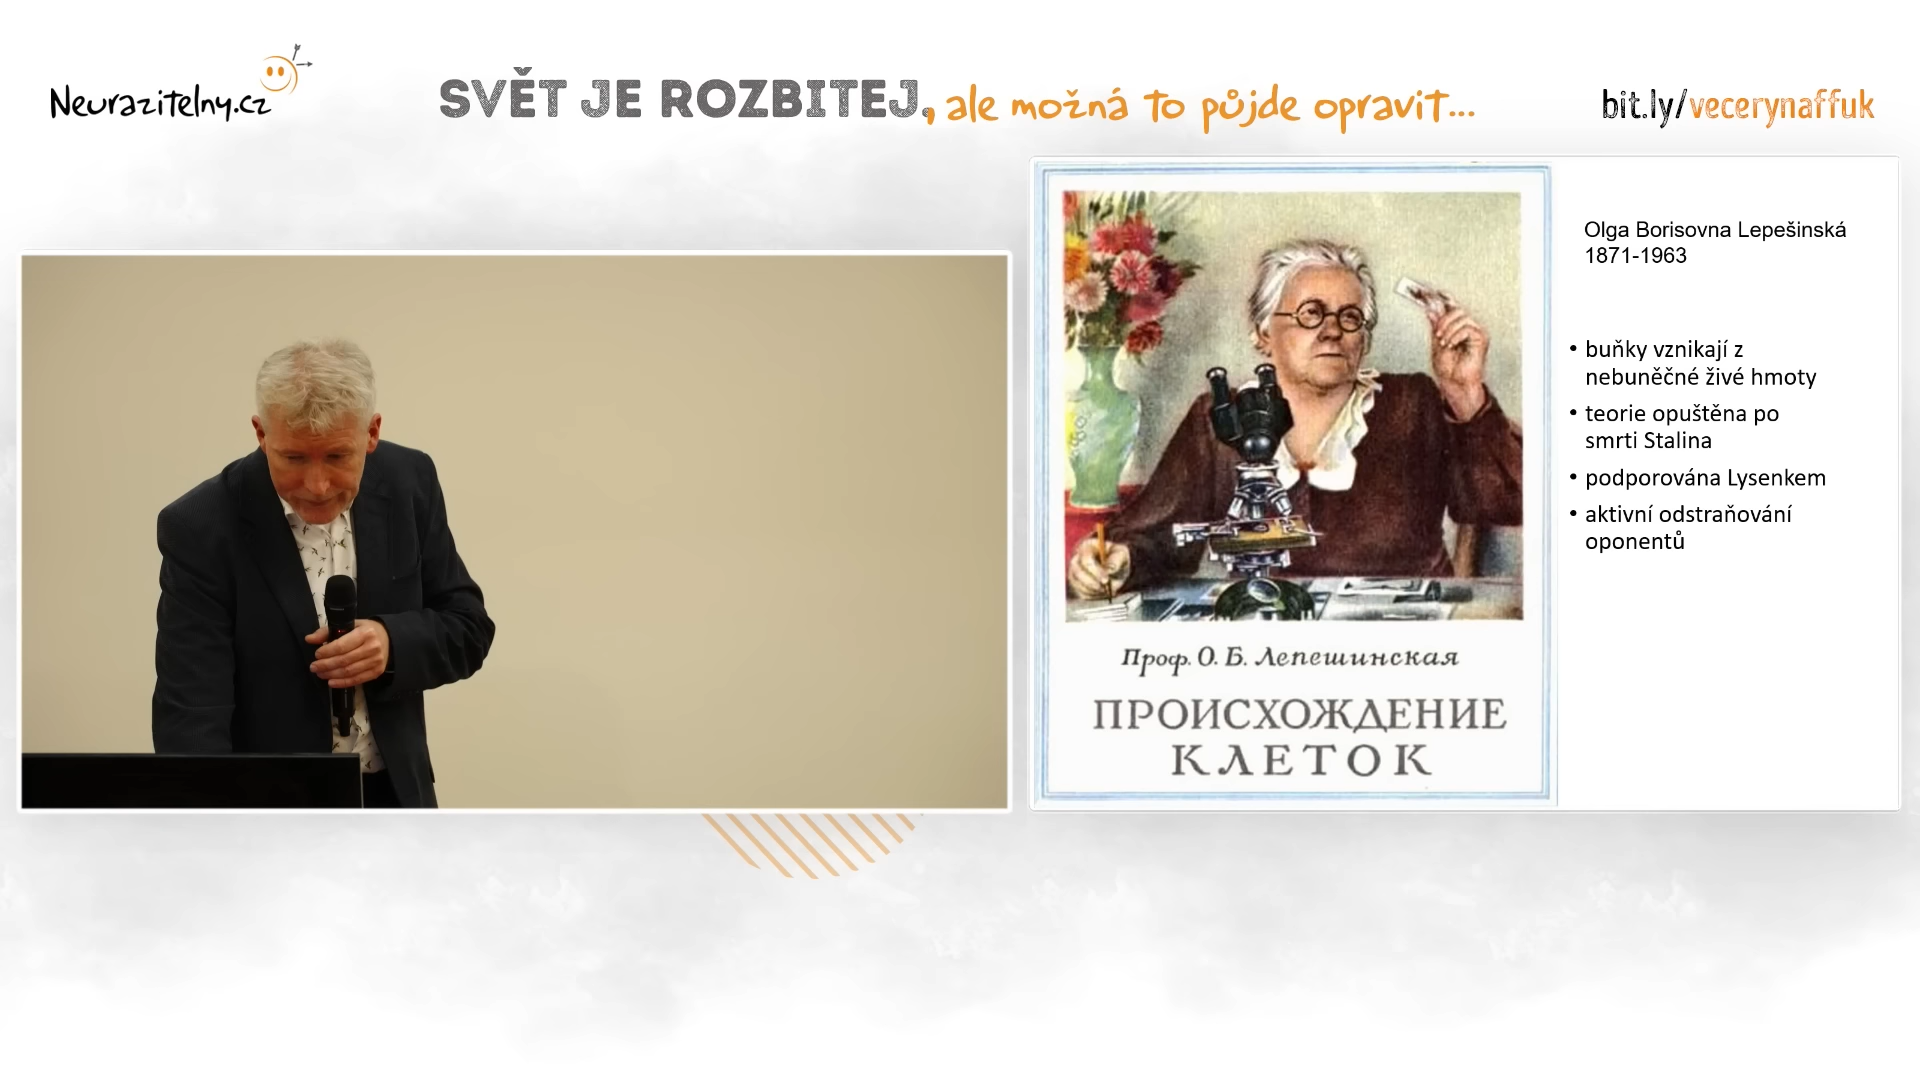 Neurazitelny.cz
SVĚT JE ROZBITEJ, ale možná to půjde opravit...
bit.ly/vecerynaffuk
Olga Borisovna Lepešinská
1871-1963
• buňky vznikají z
nebuněčné živé hmoty
• teorie opuštěna po
smrti Stalina
• podporována Lysenkem
• aktivní odstraňování
oponentů
Проф. О. Б. Лепешинская
ПРОИСХОЖДЕНИЕ
КЛЕТОК